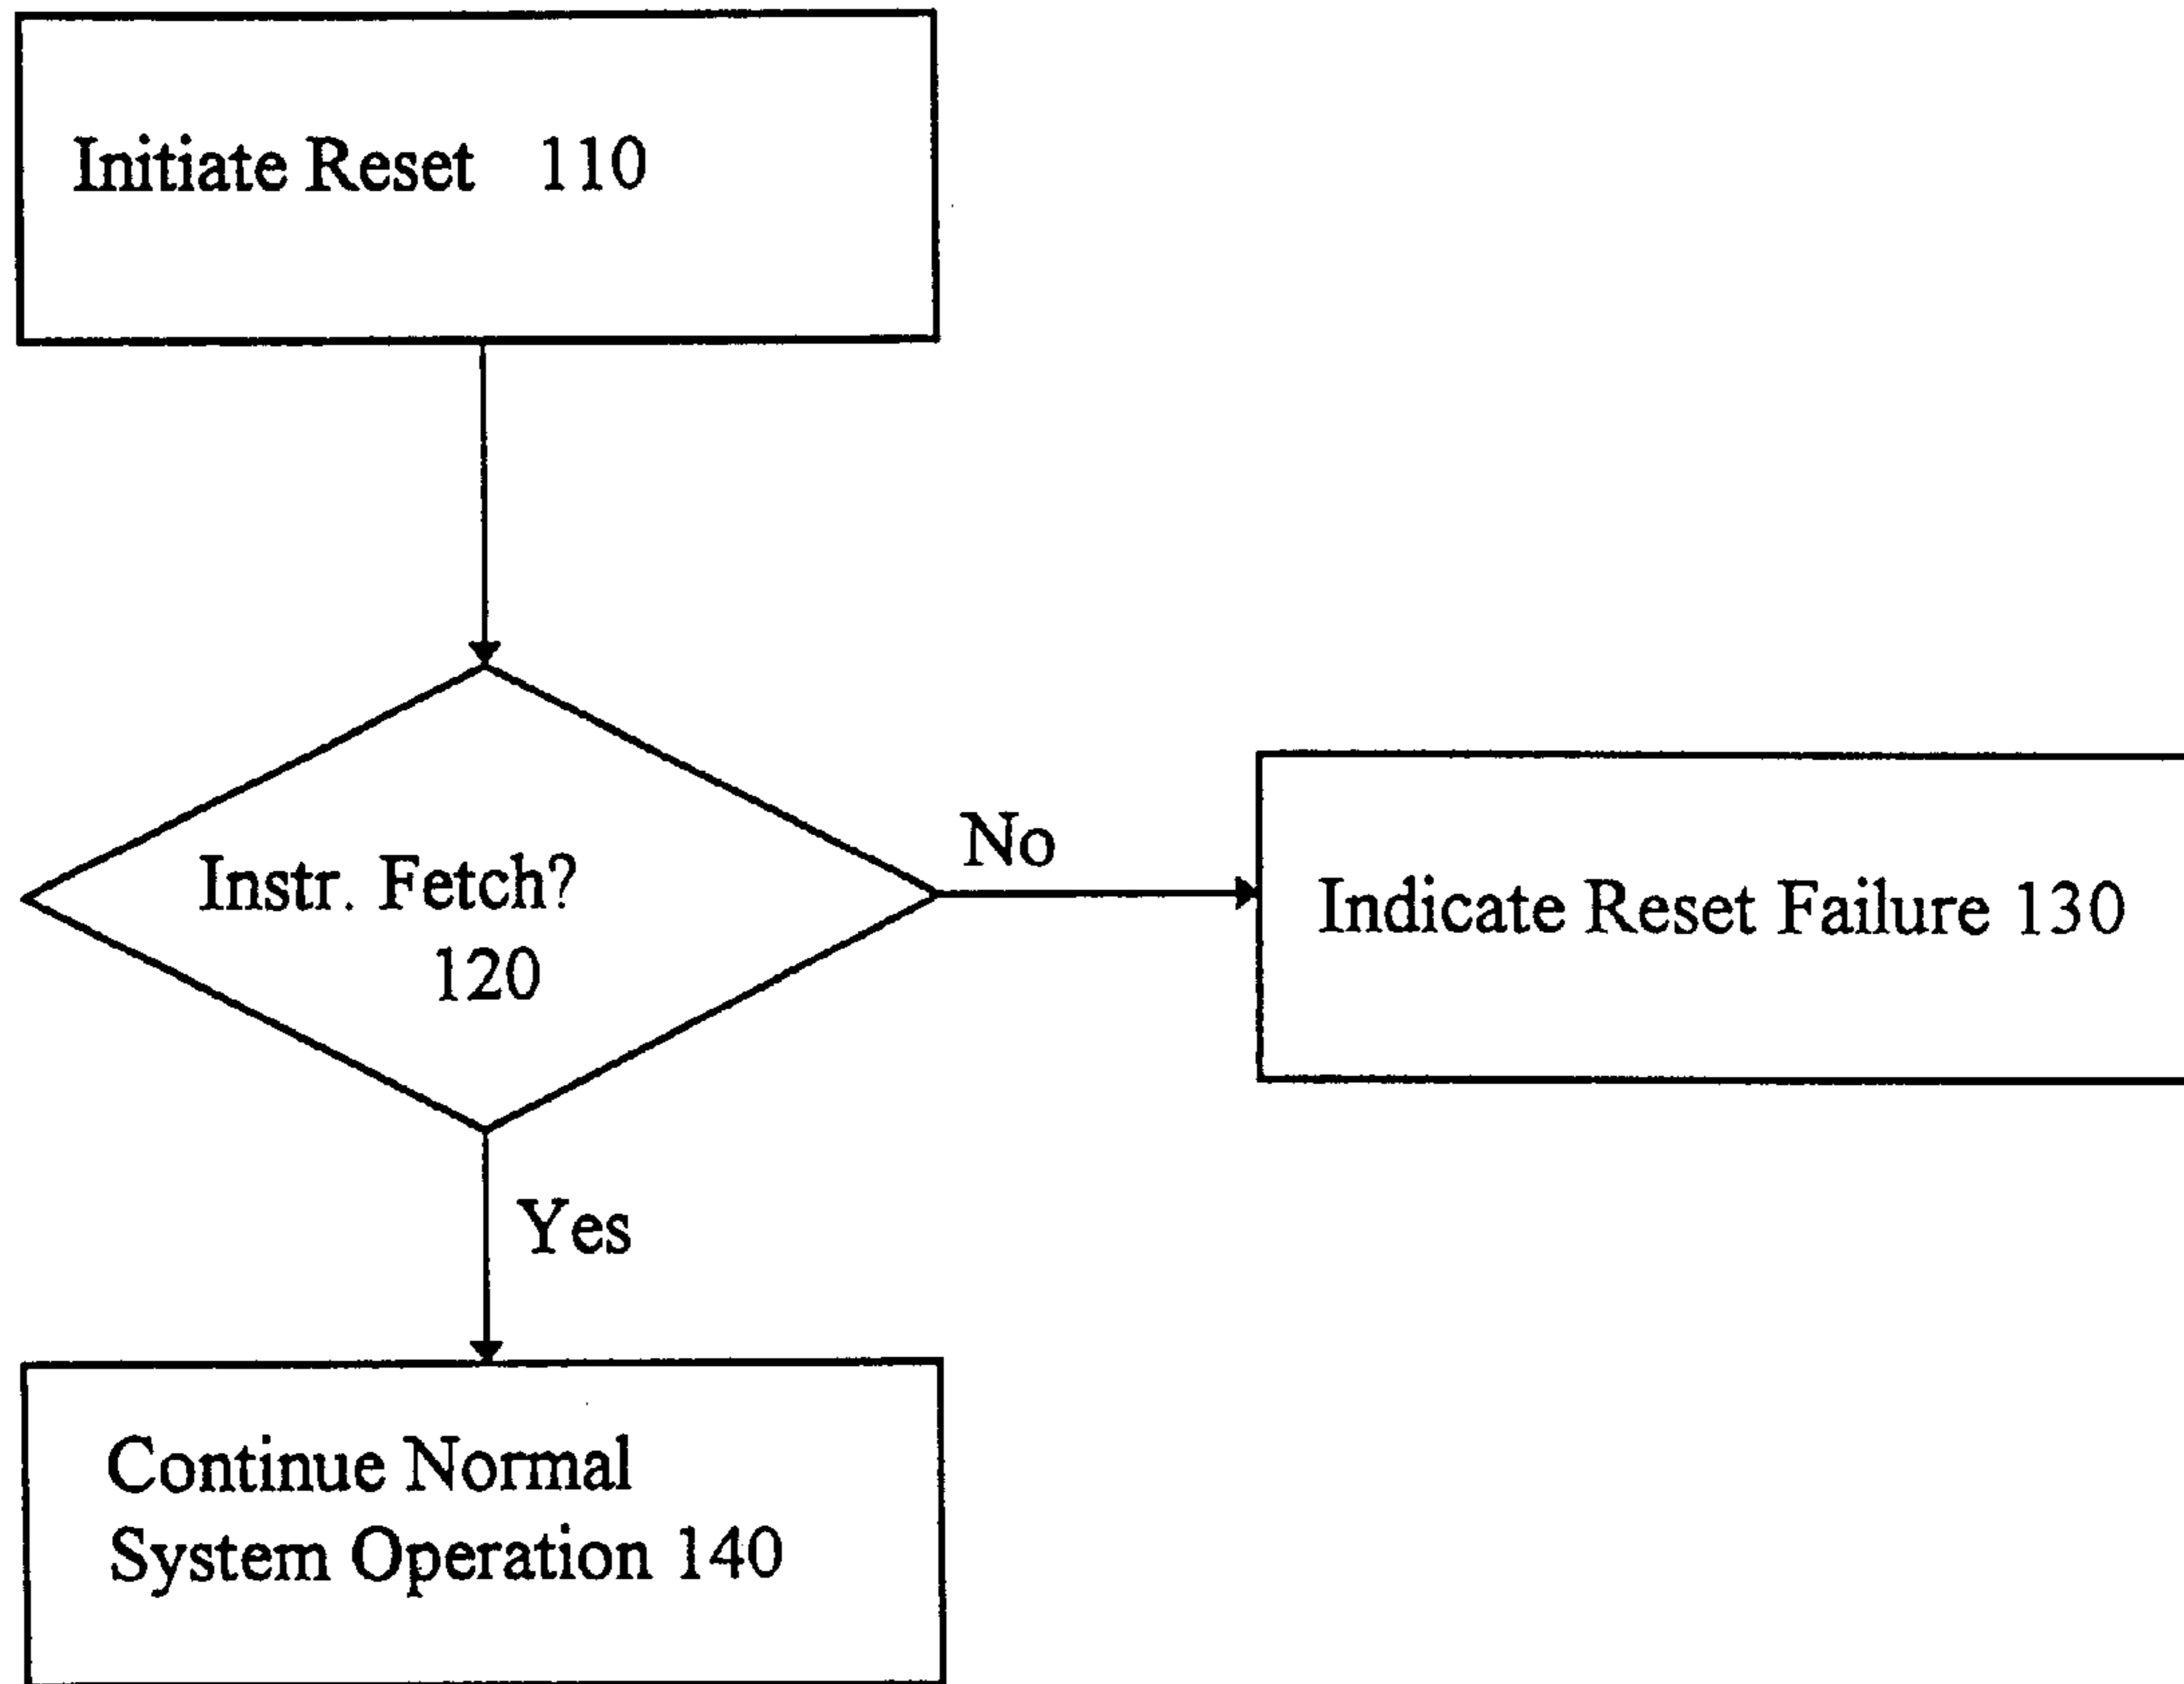 Initiate Reset 110
Instr. Fetch?
120
No
Indicate Reset Failure 130
Yes
Continue Normal
System Operation 140